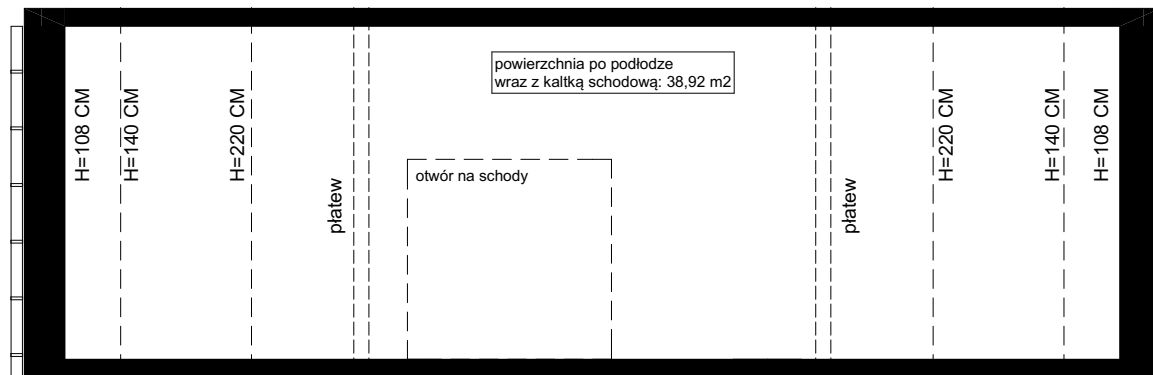 powierzchnia po podłodze
wraz z kaltką schodową: 38,92 m2
H=108 CM
H=140 CM
H=220 CM
płatew
otwór na schody
płatew
H=220 CM
H=140 CM
H=108 CM